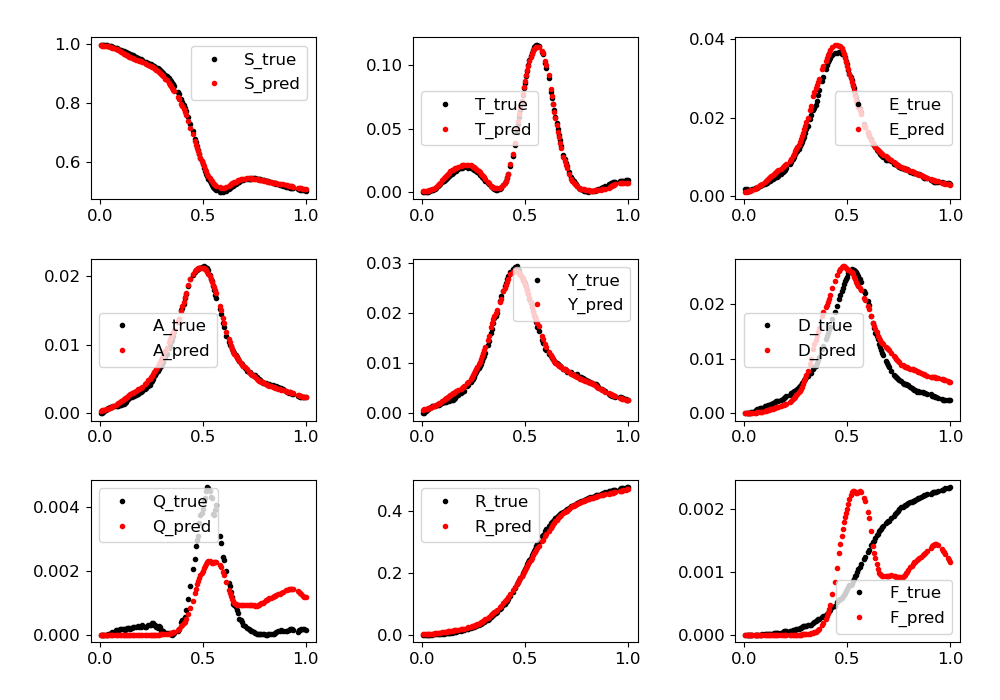 1.0
0.8
0.6
0.0 0.5 1.0
S_true
S_pred
0.10
0.05
0.00
0.0 0.5 1.0
T_true
T_pred
0.04
0.02
0.00
0.0 0.5 1.0
E_true
E_pred
0.02
0.01
0.00
0.0 0.5 1.0
A_true
A_pred
0.03
0.02
0.01
0.00
0.0 0.5 1.0
Y_true
Y_pred
0.02
0.01
0.00
0.0 0.5 1.0
D_true
D_pred
0.004
0.002
0.000
0.0 0.5 1.0
Q_true
Q_pred
0.4
0.2
0.0
0.0 0.5 1.0
R_true
R_pred
0.002
0.001
0.000
0.0 0.5 1.0
F_true
F_pred